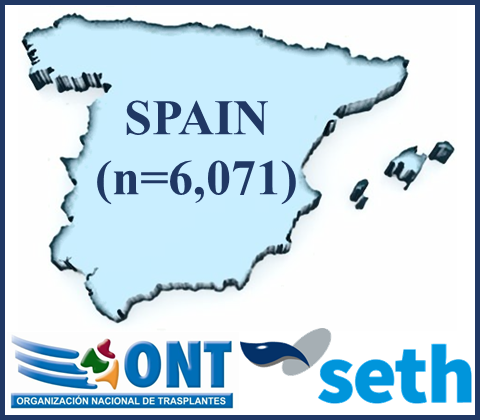 SPAIN
(n=6,071)
ONT
ORGANIZACIÓN NACIONAL DE TRASPLANTES
seth